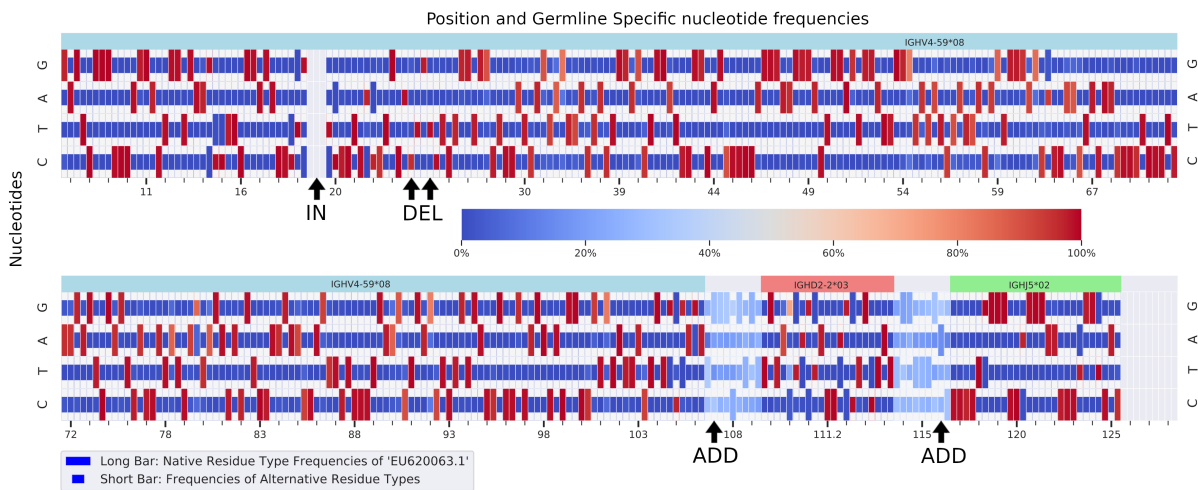 Position and Germline Specific nucleotide frequencies
IGHV4-59*08
G G
A A
T T
C C
11 16 20 30 39 44 49 54 59 67
IN DEL
Nucleotides
0% 20% 40% 60% 80% 100%
IGHV4-59*08 IGHD2-2*03 IGHJ5*02
G G
A A
T T
C C
72 78 83 88 93 98 103 108 111.2 115 120 125
ADD ADD
Long Bar: Native Residue Type Frequencies of 'EU620063.1'
Short Bar: Frequencies of Alternative Residue Types